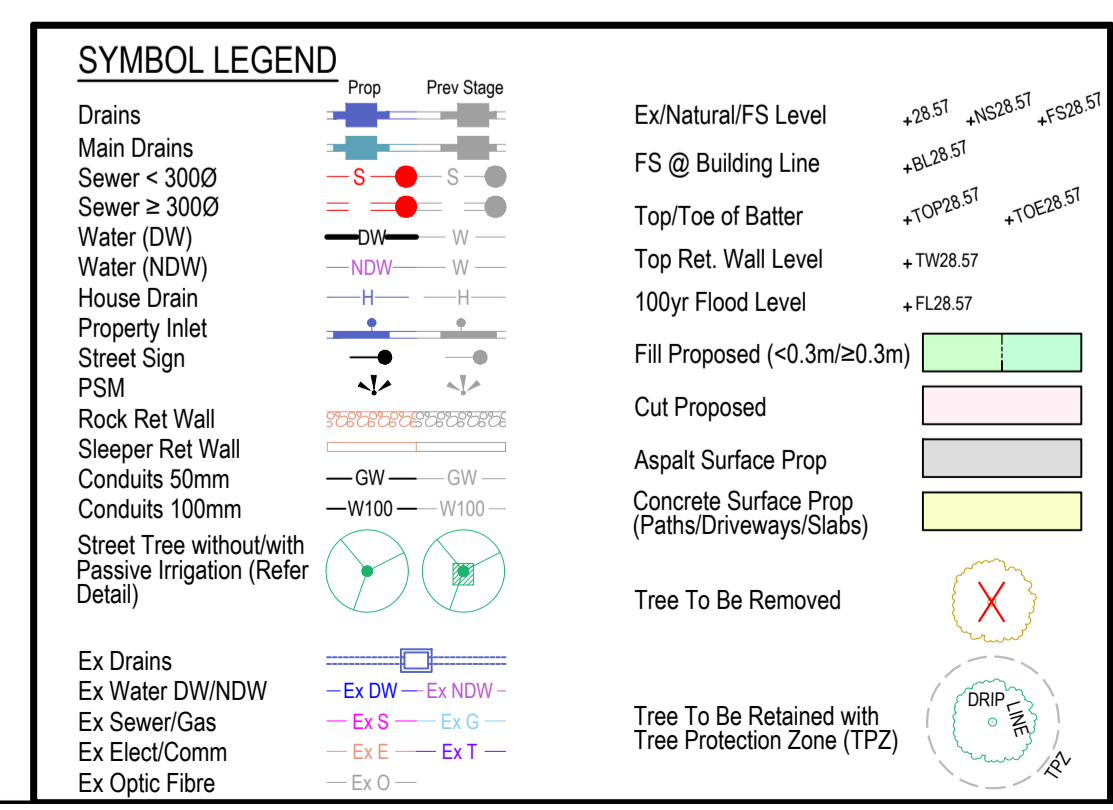 SYMBOL LEGEND
Prop Prev Stage
Drains
Main Drains
Sewer < 300Ø S S
Sewer ≥ 300Ø
Water (DW) DW W
Water (NDW) NDW W
House Drain H H
Property Inlet
Street Sign
PSM
Rock Ret Wall
Sleeper Ret Wall
Conduits 50mm GW GW
Conduits 100mm W100 W100
Street Tree without/with
Passive Irrigation (Refer
Detail)
Ex Drains
Ex Water DW/NDW Ex DW Ex NDW
Ex Sewer/Gas Ex S Ex G
Ex Elect/Comm Ex E Ex T
Ex Optic Fibre Ex O
Ex/Natural/FS Level +28.57 +NS28.57 +FS28.57
FS @ Building Line +BL28.57
Top/Toe of Batter +TOP28.57 +TOE28.57
Top Ret. Wall Level + TW28.57
100yr Flood Level + FL28.57
Fill Proposed (<0.3m/≥0.3m)
Cut Proposed
Aspalt Surface Prop
Concrete Surface Prop
(Paths/Driveways/Slabs)
Tree To Be Removed
Tree To Be Retained with
Tree Protection Zone (TPZ)
DRIP LINE
TPZ